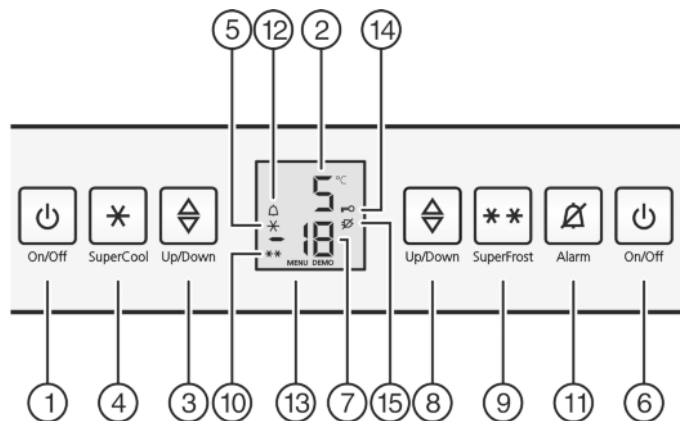 5 12 2 14
5 °C
-18
MENU DEMO
On/Off SuperCool Up/Down Up/Down SuperFrost Alarm On/Off
1 4 3 10 13 7 15 8 9 11 6